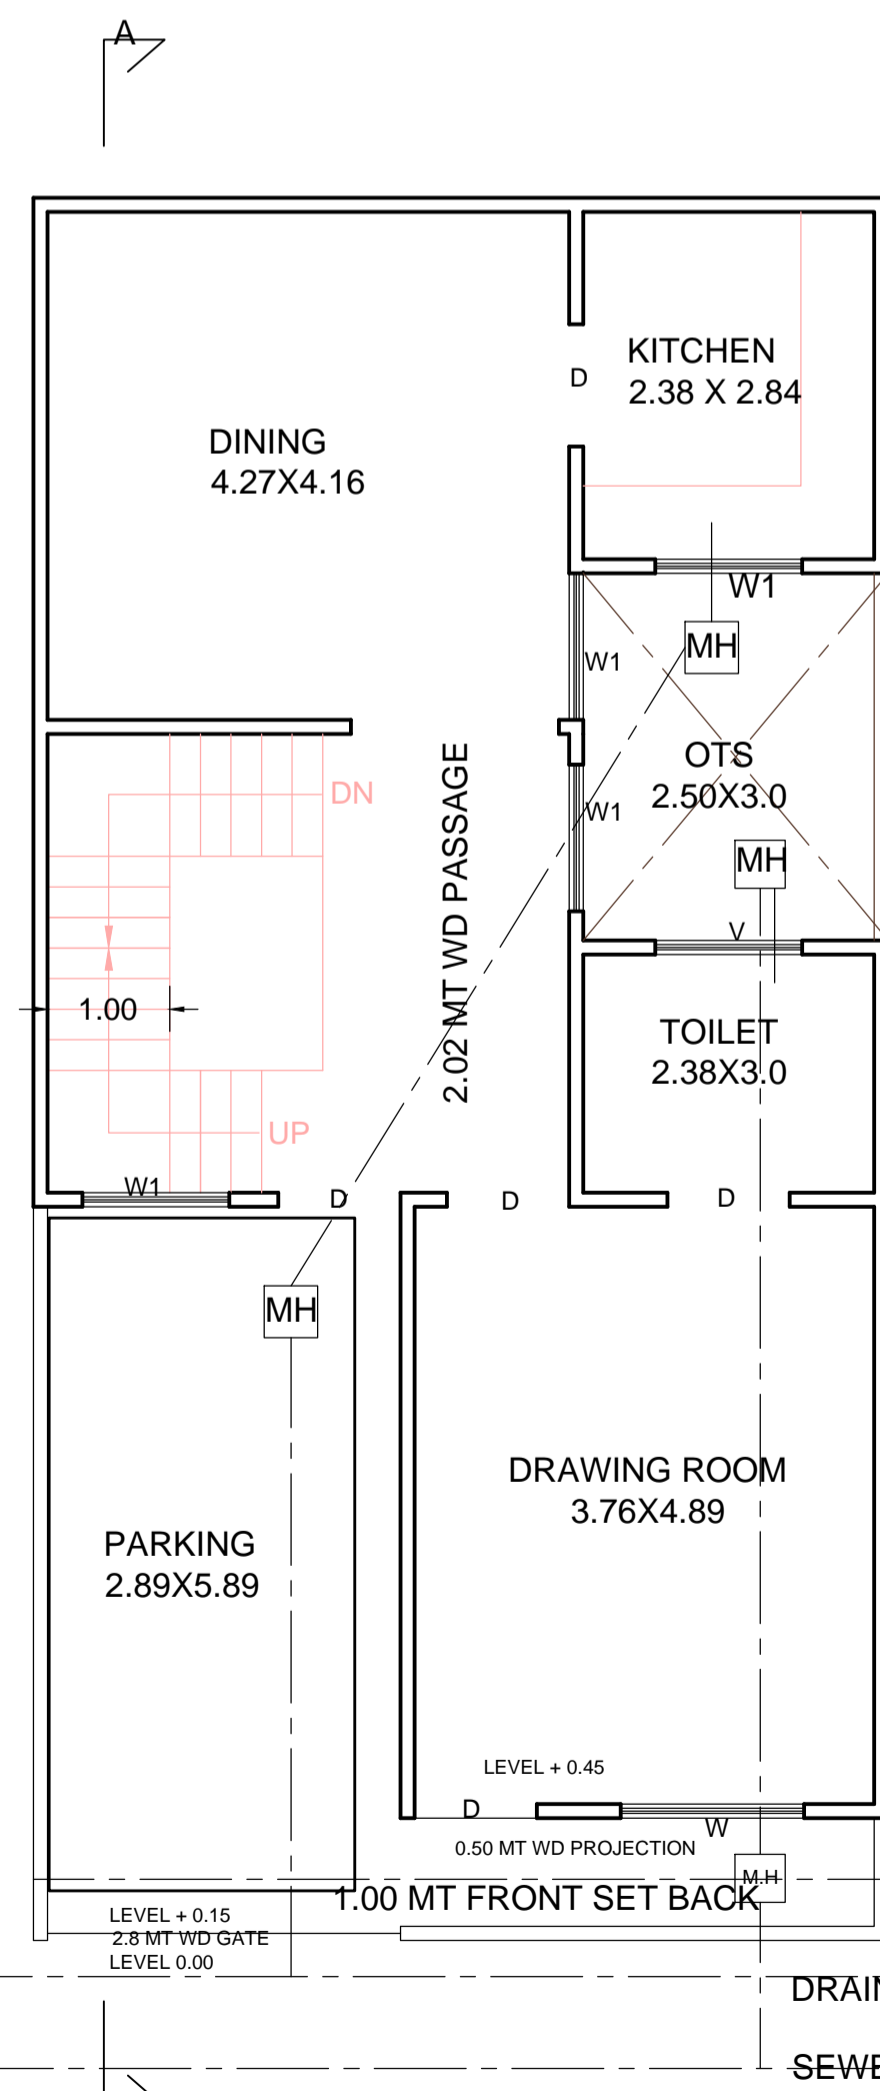 A
KITCHEN
2.38 X 2.84
D
DINING
4.27X4.16
W1
MH
W1
OTS
2.50X3.0
W1
MH
DN
2.02 MT WD PASSAGE
V
1.00
TOILET
2.38X3.0
UP
W1
D
D
D
MH
DRAWING ROOM
3.76X4.89
PARKING
2.89X5.89
LEVEL + 0.45
D
W
0.50 MT WD PROJECTION
M.H
1.00 MT FRONT SET BACK
LEVEL + 0.15
2.8 MT WD GATE
LEVEL 0.00
DRAIN
SEWE